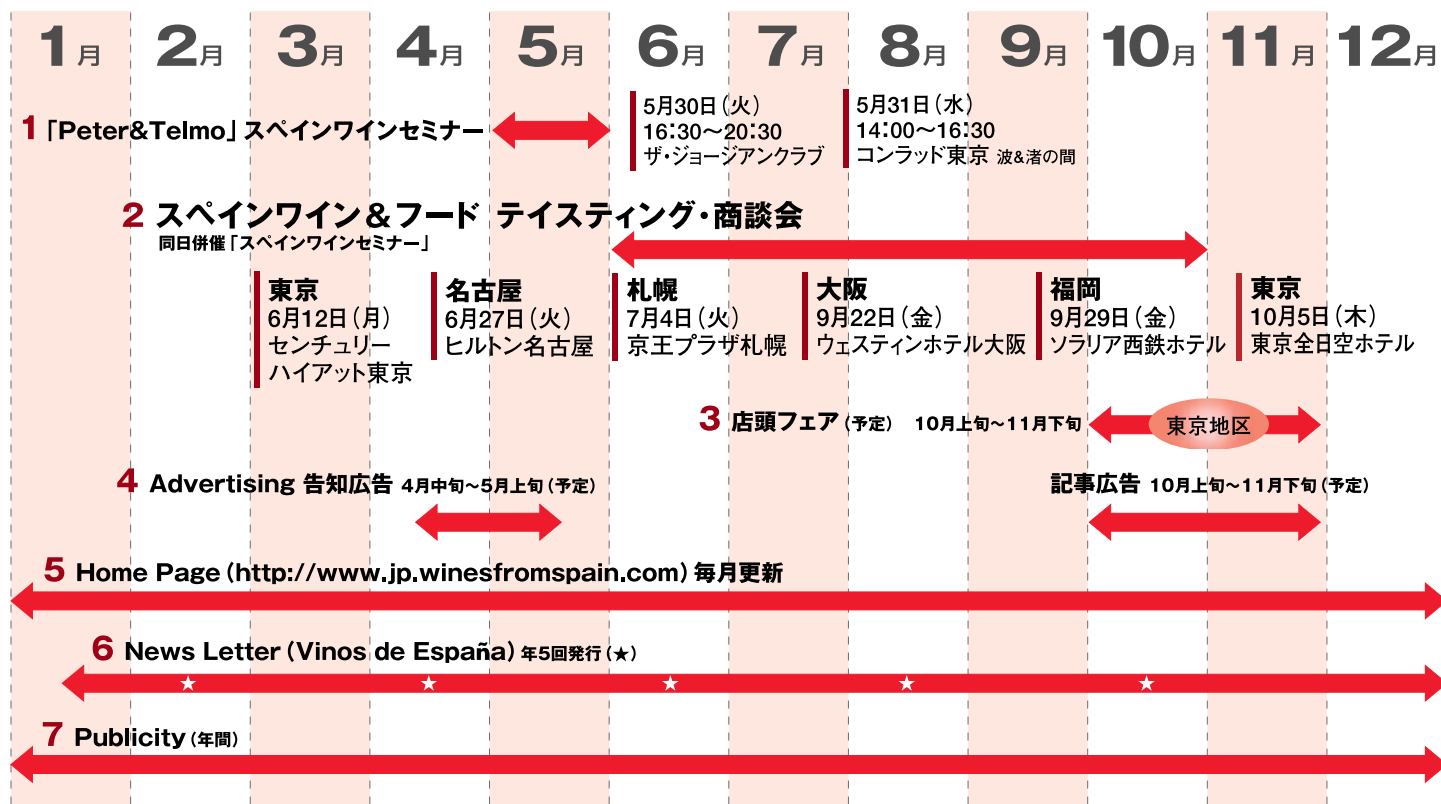 1月 2月 3月 4月 5月 6月 7月 8月 9月 10月 11月 12月
1「Peter&Telmo」スペインワインセミナー
5月30日(火)
16:30〜20:30
ザ・ジョージアンクラブ
5月31日(水)
14:00〜16:30
コンラッド東京 波&渚の間
2 スペインワイン&フード テイスティング・商談会
同日併催「スペインワインセミナー」
東京
6月12日(月)
センチュリー
ハイアット東京
名古屋
6月27日(火)
ヒルトン名古屋
札幌
7月4日(火)
京王プラザ札幌
大阪
9月22日(金)
ウェスティンホテル大阪
福岡
9月29日(金)
ソラリア西鉄ホテル
東京
10月5日(木)
東京全日空ホテル
3 店頭フェア(予定) 10月上旬〜11月下旬
東京地区
4 Advertising 告知広告 4月中旬〜5月上旬(予定)
記事広告 10月上旬〜11月下旬(予定)
5 Home Page(http://www.jp.winesfromspain.com)毎月更新
6 News Letter(Vinos de España)年5回発行(★)
★ ★ ★ ★ ★
7 Publicity(年間)